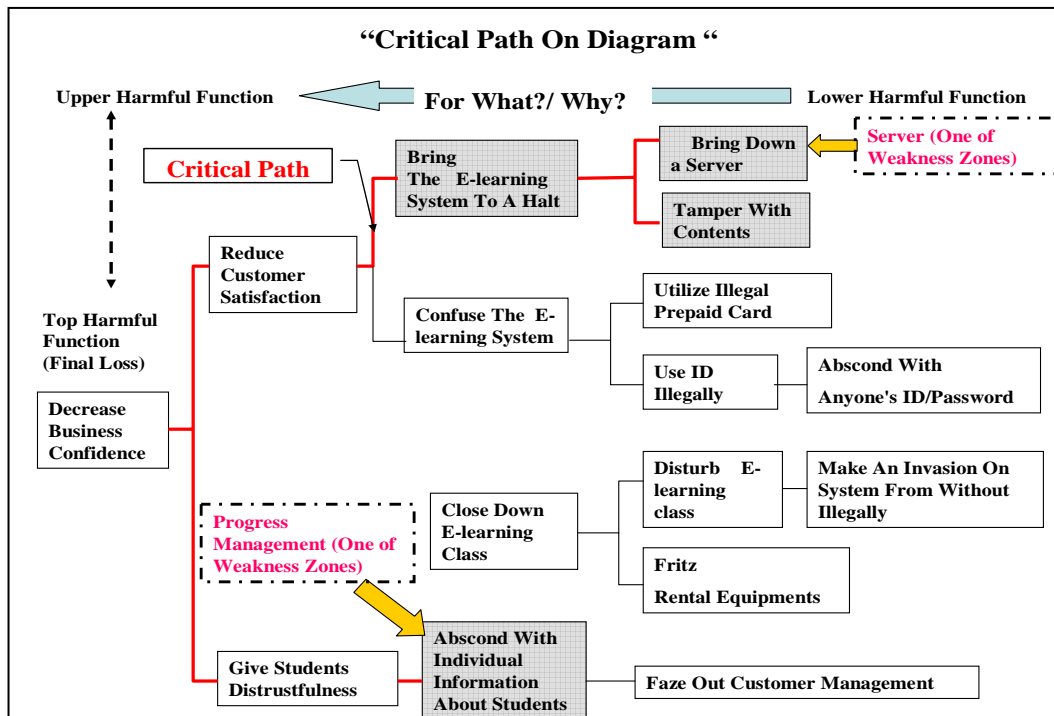 “Critical Path On Diagram “
Upper Harmful Function
For What?/ Why?
Lower Harmful Function
Critical Path
Bring
The E-learning
System To A Halt
Bring Down
a Server
Server (One of
Weakness Zones)
Tamper With
Contents
Reduce
Customer
Satisfaction
Top Harmful
Function
(Final Loss)
Confuse The E-
learning System
Utilize Illegal
Prepaid Card
Use ID
Illegally
Abscond With
Anyone's ID/Password
Decrease
Business
Confidence
Progress
Management (One of
Weakness Zones)
Close Down
E-learning
Class
Disturb E-
learning
class
Make An Invasion On
System From Without
Illegally
Fritz
Rental Equipments
Give Students
Distrustfulness
Abscond With
Individual
Information
About Students
Faze Out Customer Management